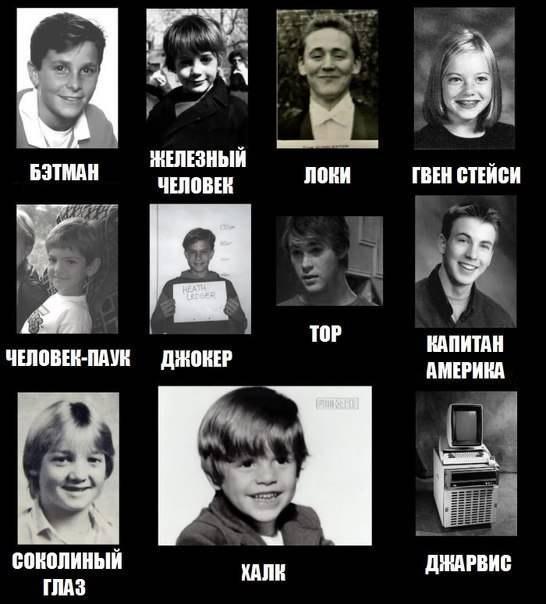 БЭТМАН
ЖЕЛЕЗНЫЙ
ЧЕЛОВЕК
ЛОКИ
ГВЕН СТЕЙСИ
ЧЕЛОВЕК-ПАУК
HEATH
LEDGER
ДЖОКЕР
ТОР
КАПИТАН
АМЕРИКА
СОКОЛИНЫЙ
ГЛАЗ
ХАЛК
ДЖАРВИС